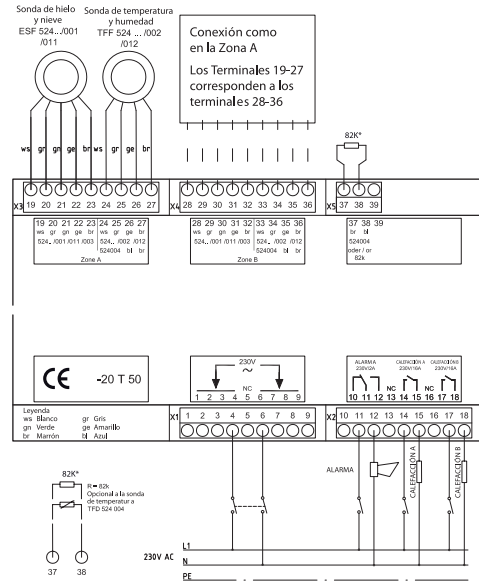 Sonda de hielo
y nieve
ESF 524.../001
/011
Sonda de temperatura
y humedad
TFF 524 ... /002
/012
Conexión como
en la Zona A
Los Terminales 19-27
corresponden a los
terminales 28-36
82K*
ws gr gn ge br ws gr ge br
X3 19 20 21 22 23 24 25 26 27
X4 28 29 30 31 32 33 34 35 36
X5 37 38 39
19 20 21 22 23 24 25 26 27
ws gr gn ge br ws gr ge br
524.. /001 /011 /003 524.. /002 /012
524004 bl br
Zone A
28 29 30 31 32 33 34 35 36
ws gr gn ge br ws gr ge br
524.. /001 /011 /003 524.. /002 /012
524004 bl br
Zone B
37 38 39
br bl
524004
oder / or
82k
CE -20 T 50
230V
~
NC
1 2 3 4 5 6 7 8 9
ALARMA
230V/2A
CALEFACCIÓN A
230V/16A
CALEFACCIÓN B
230V/16A
NC NC
10 11 12 13 14 15 16 17 18
Leyenda
ws Blanco gr Gris
gn Verde ge Amarillo
br Marrón bl Azul
X1 1 2 3 4 5 6 7 8 9
X2 10 11 12 13 14 15 16 17 18
82K*
R = 82k
Opcional a la sonda
de temperatur a
TFD 524 004
37 38
ALARMA
CALEFACCIÓN A
CALEFACCIÓN B
230V AC
L1
N
PE